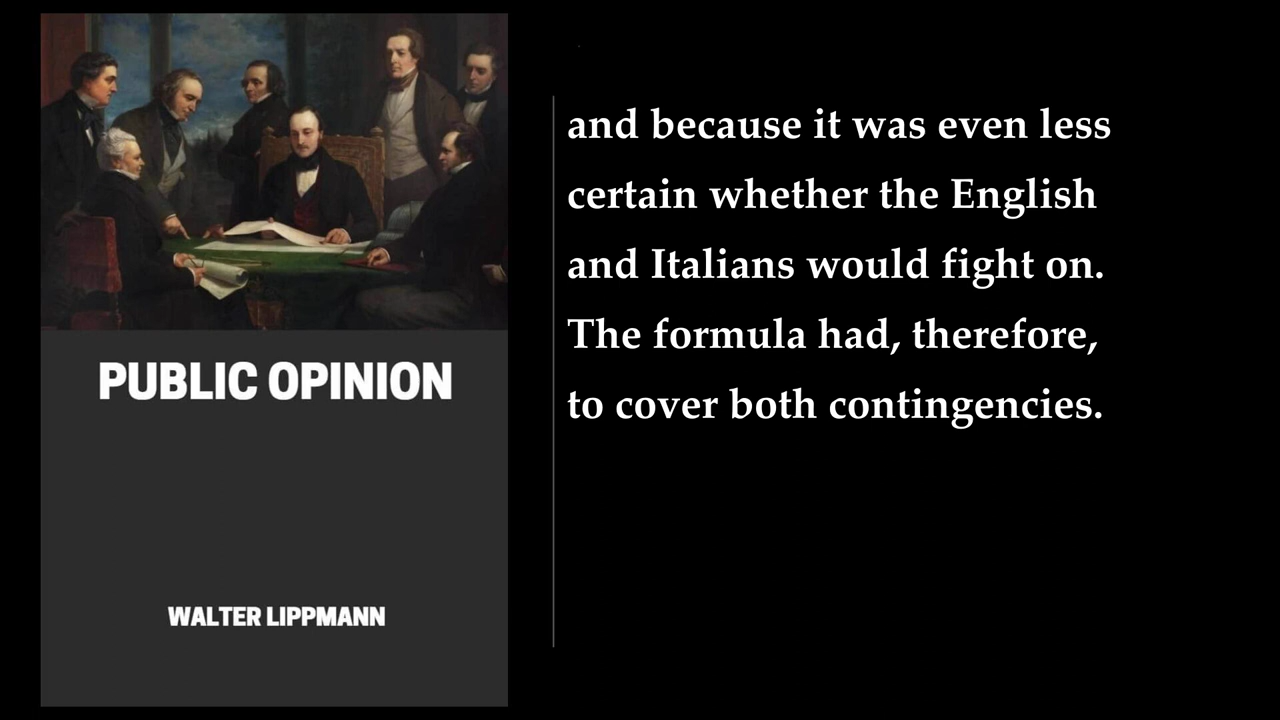 PUBLIC OPINION
WALTER LIPPMANN
and because it was even less
certain whether the English
and Italians would fight on.
The formula had, therefore,
to cover both contingencies.